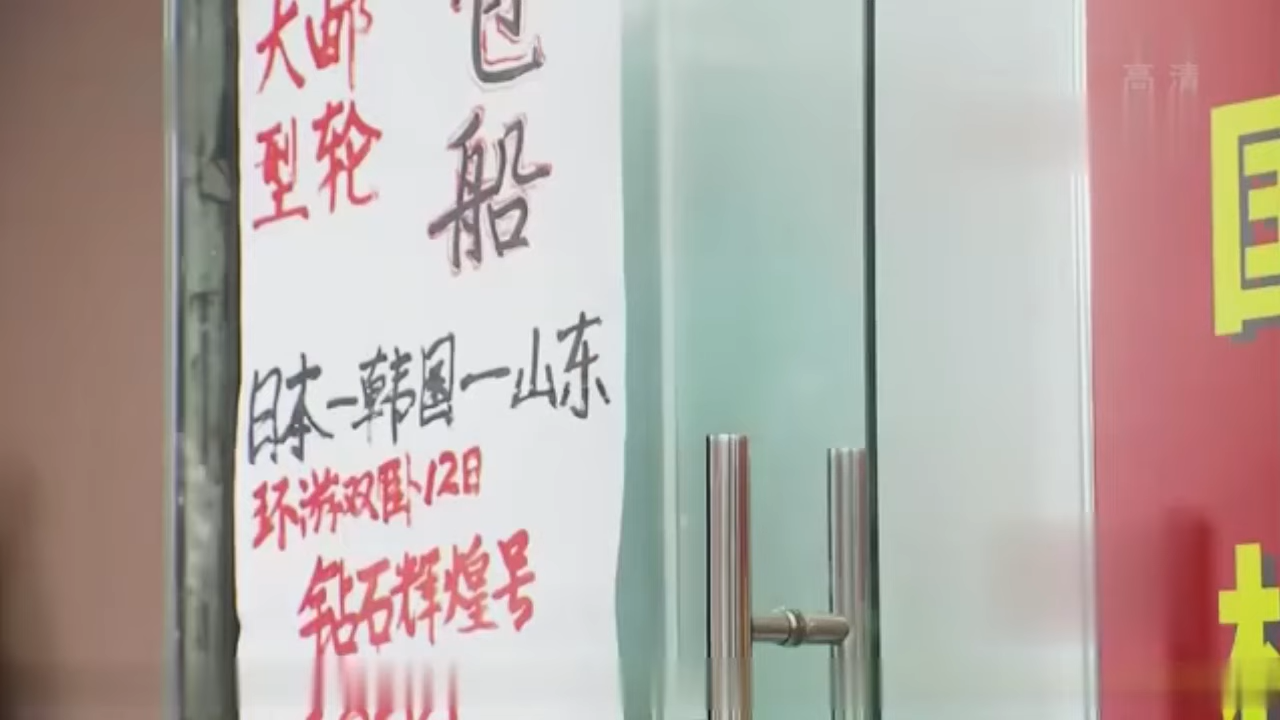 大型邮轮
包船
日本-韩国-山东
环游双卧12日
钻石辉煌号
高清
国